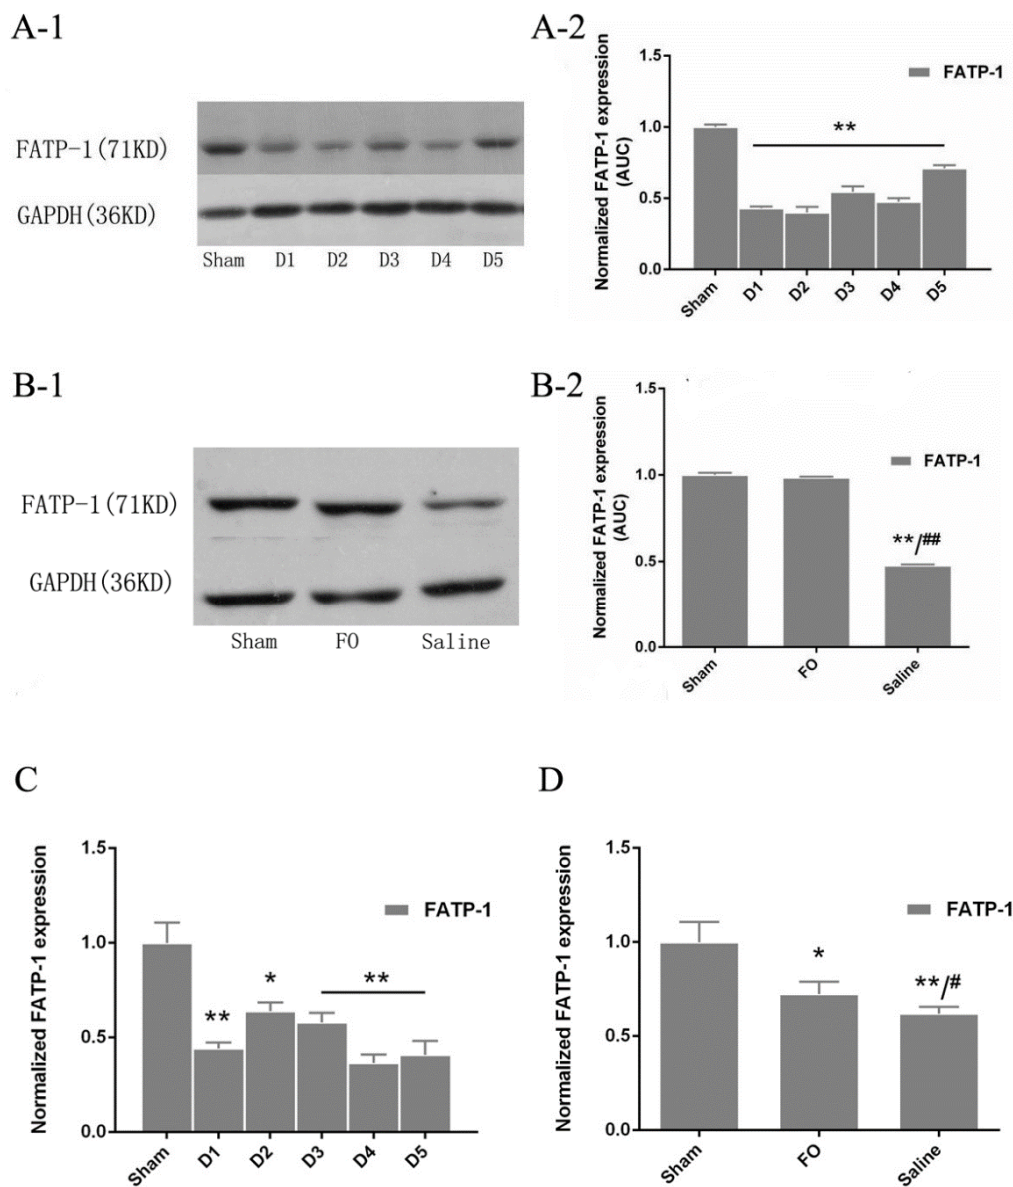 A-1
FATP-1(71KD)
GAPDH(36KD)
Sham D1 D2 D3 D4 D5
A-2
Normalized FATP-1 expression
(AUC)
1.5
1.0
0.5
0.0
FATP-1
**
Sham D1 D2 D3 D4 D5
B-1
FATP-1(71KD)
GAPDH(36KD)
Sham FO Saline
B-2
Normalized FATP-1 expression
(AUC)
1.5
1.0
0.5
0.0
FATP-1
**/##
Sham FO Saline
C
Normalized FATP-1 expression
1.5
1.0
0.5
0.0
FATP-1
**
*
**
Sham D1 D2 D3 D4 D5
D
Normalized FATP-1 expression
1.5
1.0
0.5
0.0
FATP-1
*
**/#
Sham FO Saline